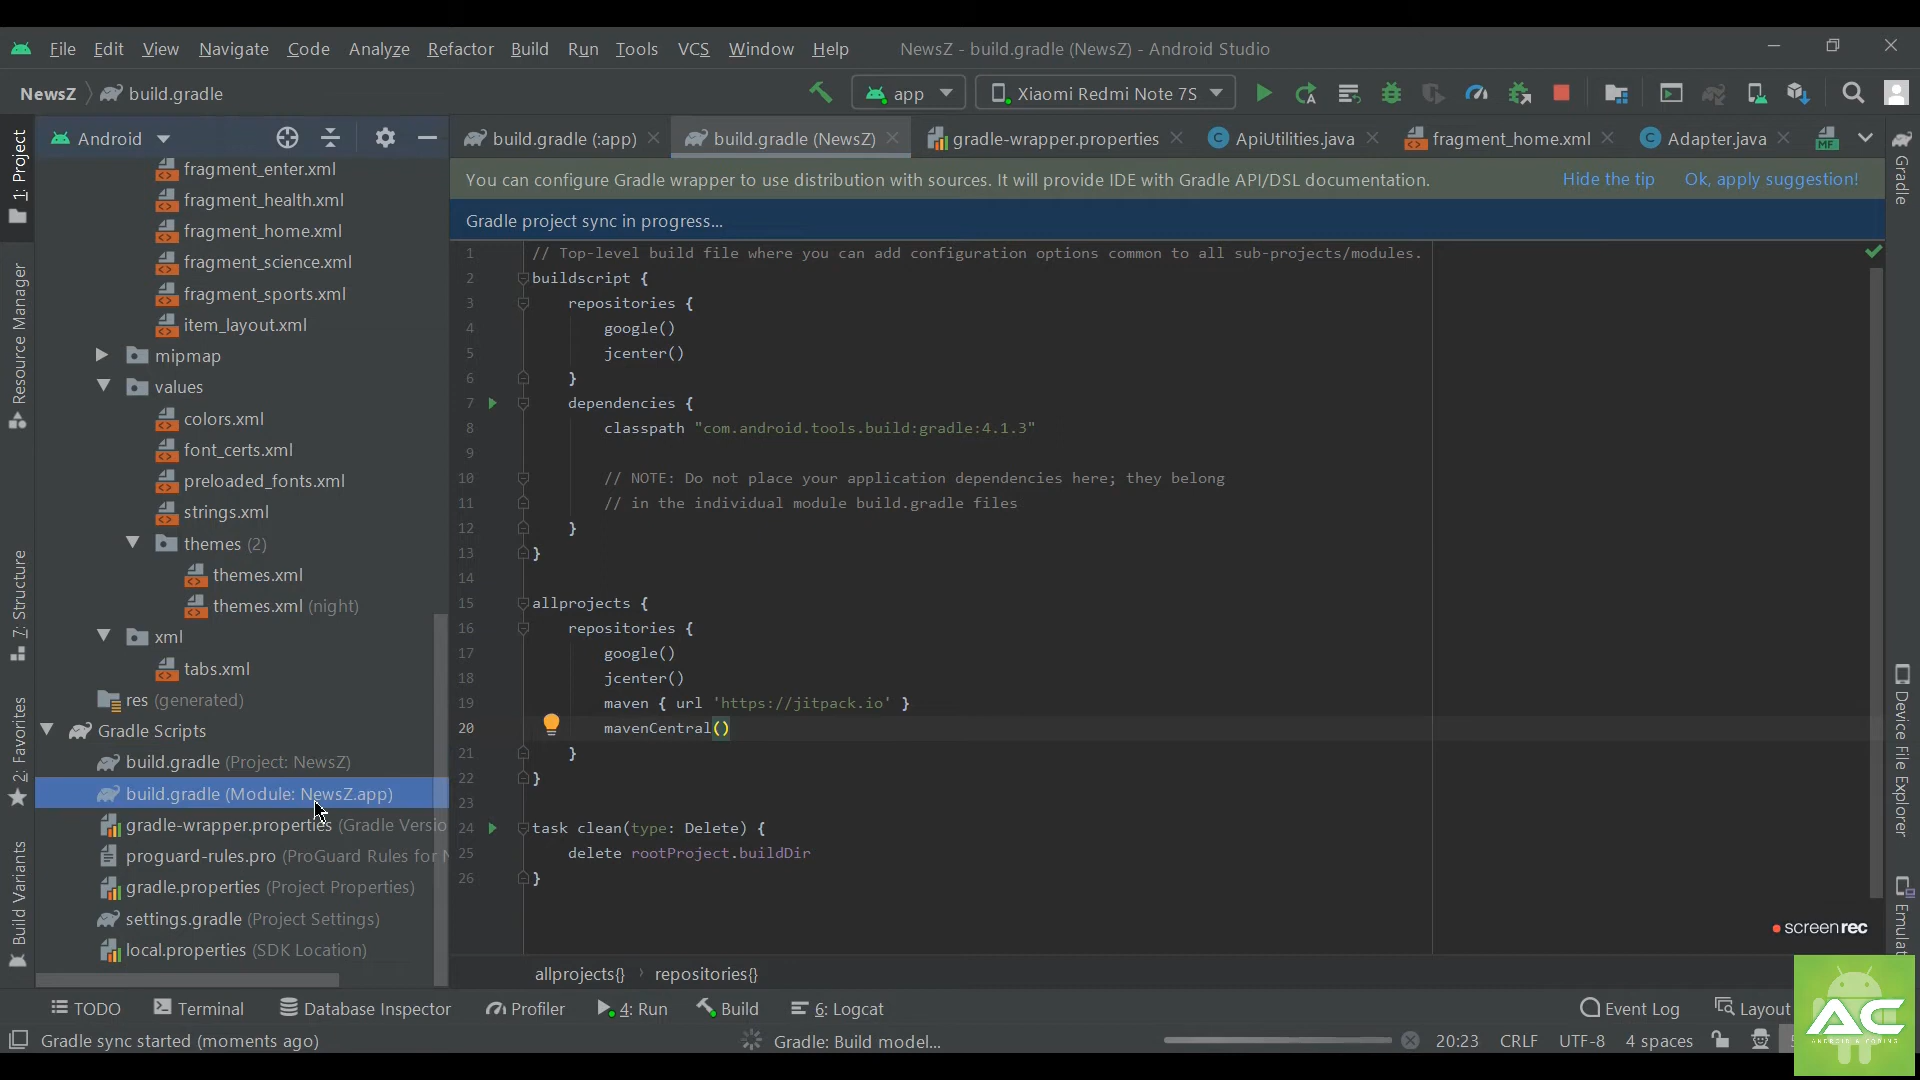 File Edit View Navigate Code Analyze Refactor Build Run Tools VCS Window Help NewsZ - build.gradle (NewsZ) - Android Studio
NewsZ build.gradle app Xiaomi Redmi Note 7S
Android build.gradle (:app) build.gradle (NewsZ) gradle-wrapper.properties ApiUtilities.java fragment_home.xml Adapter.java MF
1: Project
Resource Manager
7: Structure
2: Favorites
Build Variants
fragment_enter.xml
fragment_health.xml
fragment_home.xml
fragment_science.xml
fragment_sports.xml
item_layout.xml
mipmap
values
colors.xml
font_certs.xml
preloaded_fonts.xml
strings.xml
themes (2)
themes.xml
themes.xml (night)
xml
tabs.xml
res (generated)
Gradle Scripts
build.gradle (Project: NewsZ)
build.gradle (Module: NewsZ.app)
gradle-wrapper.properties (Gradle Versio
proguard-rules.pro (ProGuard Rules for N
gradle.properties (Project Properties)
settings.gradle (Project Settings)
local.properties (SDK Location)
You can configure Gradle wrapper to use distribution with sources. It will provide IDE with Gradle API/DSL documentation. Hide the tip Ok, apply suggestion!
Gradle project sync in progress...
1 // Top-level build file where you can add configuration options common to all sub-projects/modules.
2 buildscript {
3 repositories {
4 google()
5 jcenter()
6 }
7 dependencies {
8 classpath "com.android.tools.build:gradle:4.1.3"
9
10 // NOTE: Do not place your application dependencies here; they belong
11 // in the individual module build.gradle files
12 }
13 }
14
15 allprojects {
16 repositories {
17 google()
18 jcenter()
19 maven { url 'https://jitpack.io' }
20 mavenCentral()
21 }
22 }
23
24 task clean(type: Delete) {
25 delete rootProject.buildDir
26 }
allprojects{} repositories{}
Gradle
Device File Explorer
Emulat
screenrec
TODO Terminal Database Inspector Profiler 4: Run Build 6: Logcat Event Log Layout
Gradle sync started (moments ago) Gradle: Build model... 20:23 CRLF UTF-8 4 spaces
AC
ANDROID & CODING